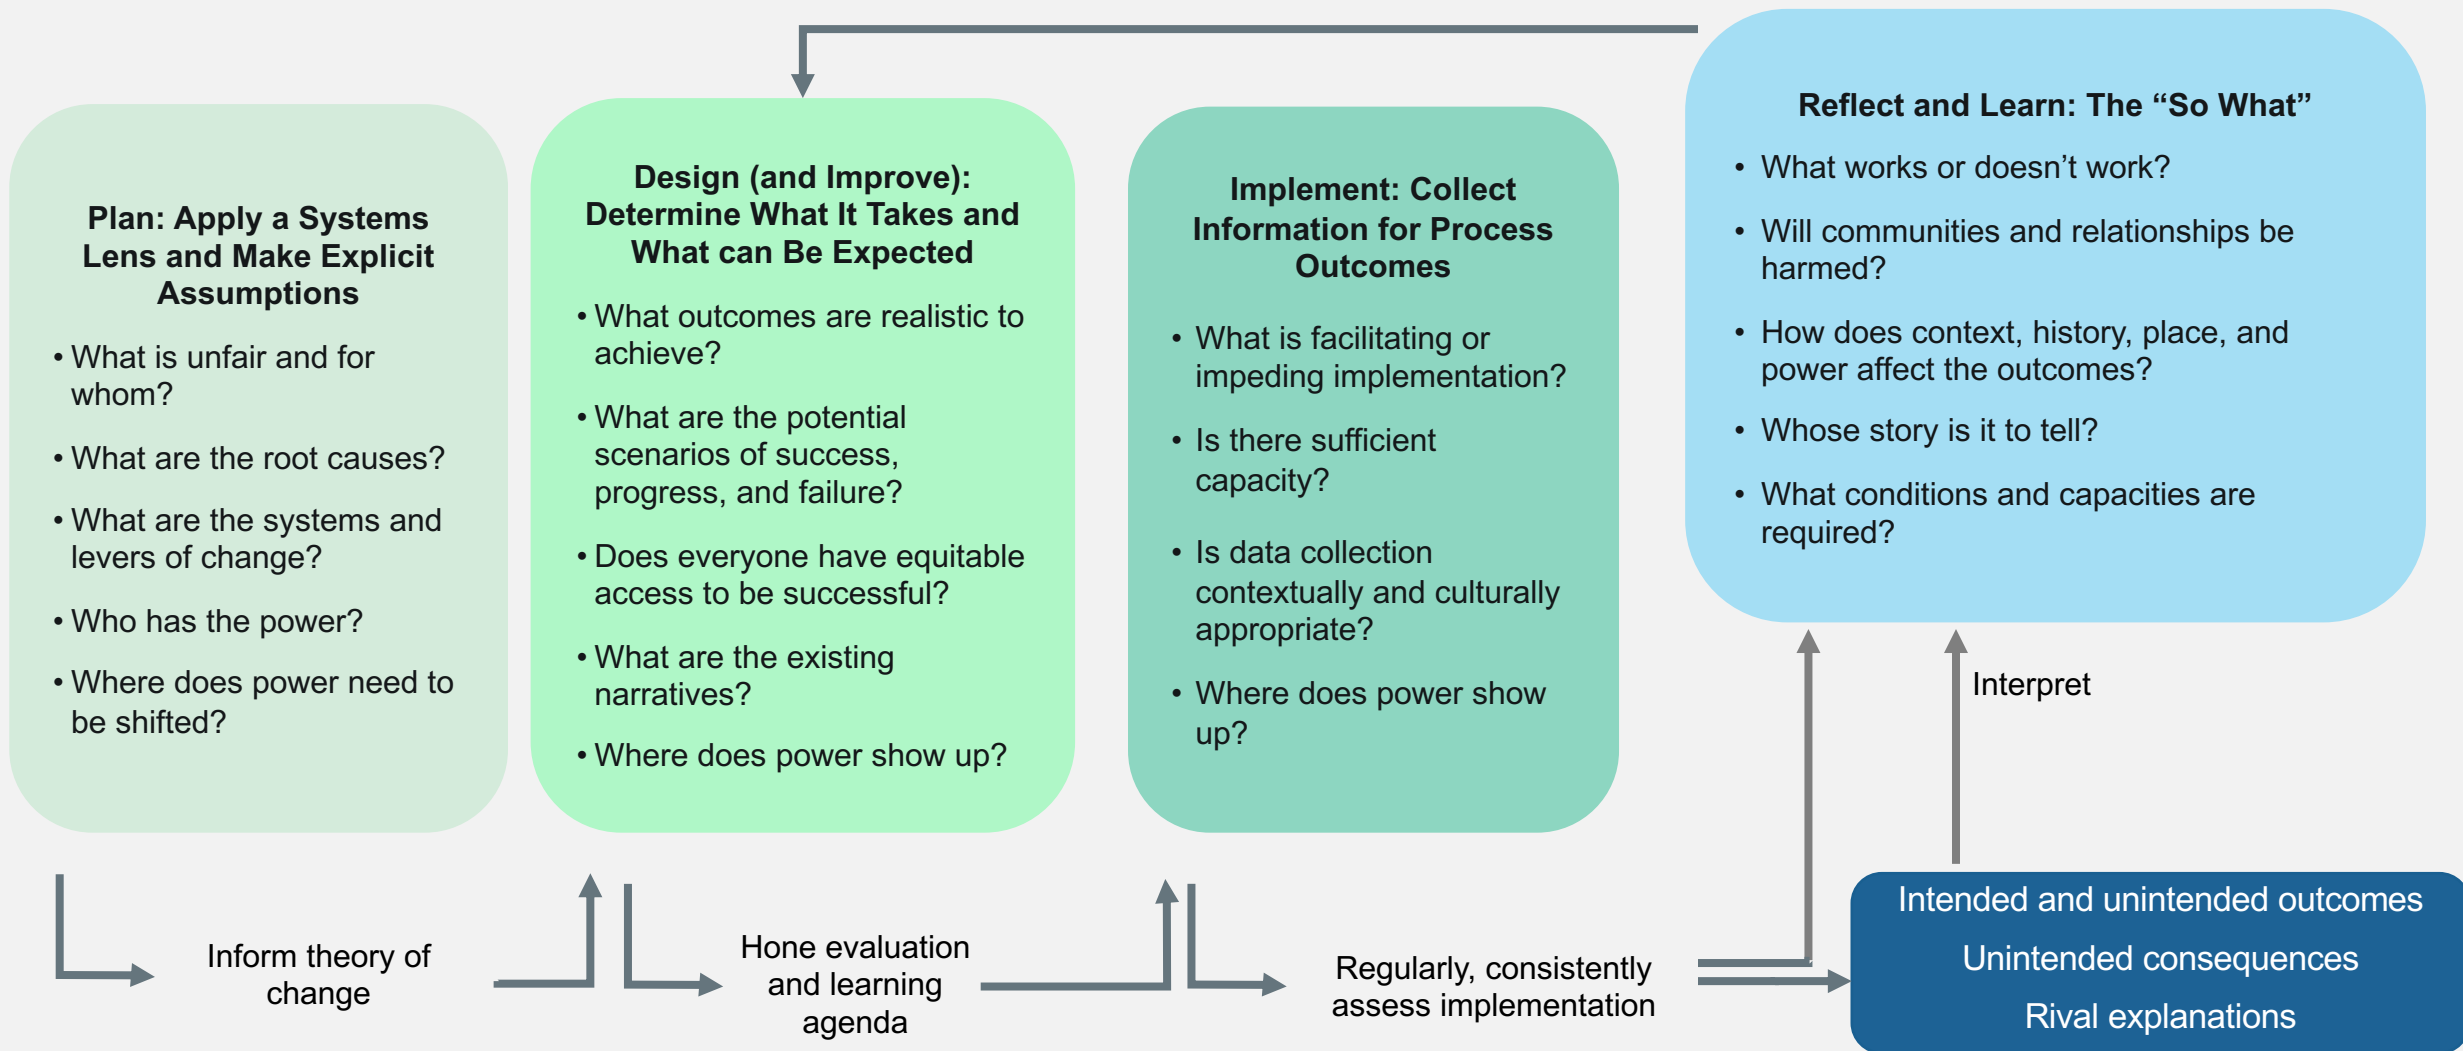 Plan: Apply a Systems
Lens and Make Explicit
Assumptions
• What is unfair and for
whom?
• What are the root causes?
• What are the systems and
levers of change?
• Who has the power?
• Where does power need to
be shifted?
Design (and Improve):
Determine What It Takes and
What can Be Expected
• What outcomes are realistic to
achieve?
• What are the potential
scenarios of success,
progress, and failure?
• Does everyone have equitable
access to be successful?
• What are the existing
narratives?
• Where does power show up?
Implement: Collect
Information for Process
Outcomes
• What is facilitating or
impeding implementation?
• Is there sufficient
capacity?
• Is data collection
contextually and culturally
appropriate?
• Where does power show
up?
Reflect and Learn: The “So What”
• What works or doesn’t work?
• Will communities and relationships be
harmed?
• How does context, history, place, and
power affect the outcomes?
• Whose story is it to tell?
• What conditions and capacities are
required?
Interpret
Inform theory of
change
Hone evaluation
and learning
agenda
Regularly, consistently
assess implementation
Intended and unintended outcomes
Unintended consequences
Rival explanations